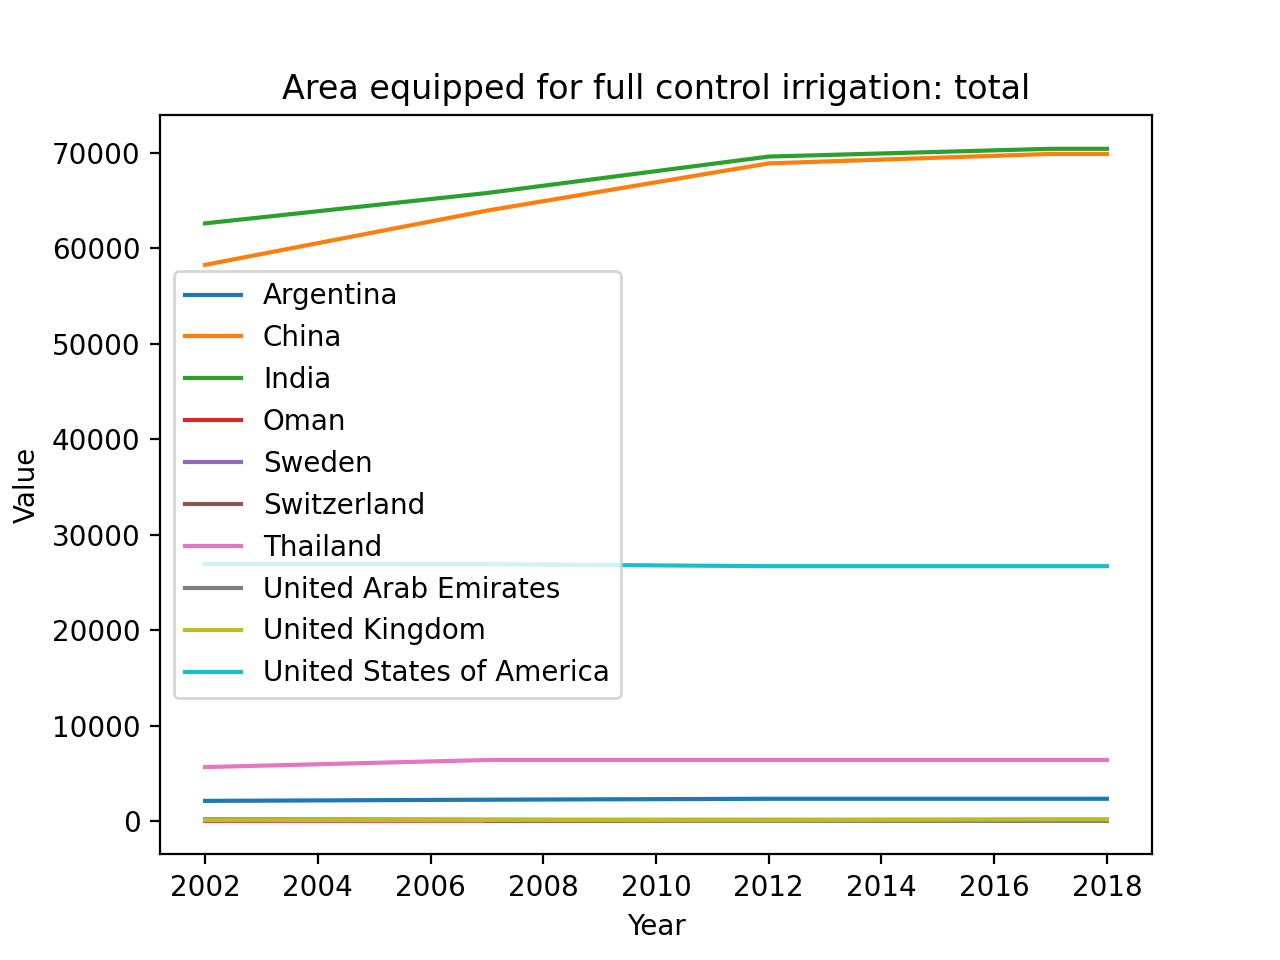 Area equipped for full control irrigation: total
70000
60000
50000
40000
30000
20000
10000
0
Value
Argentina
China
India
Oman
Sweden
Switzerland
Thailand
United Arab Emirates
United Kingdom
United States of America
2002 2004 2006 2008 2010 2012 2014 2016 2018
Year